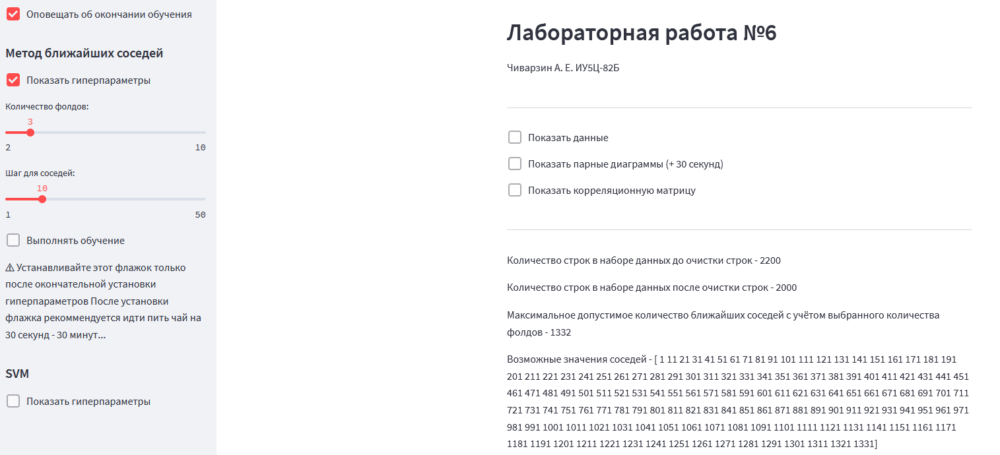 Оповещать об окончании обучения
Метод ближайших соседей
Показать гиперпараметры
Количество фолдов:
3
2
10
Шаг для соседей:
10
1
50
Выполнять обучение
⚠ Устанавливайте этот флажок только
после окончательной установки
гиперпараметров После установки
флажка рекоммендуется идти пить чай на
30 секунд - 30 минут...
SVM
Показать гиперпараметры
Лабораторная работа №6
Чиварзин А. Е. ИУ5Ц-82Б
Показать данные
Показать парные диаграммы (+ 30 секунд)
Показать корреляционную матрицу
Количество строк в наборе данных до очистки строк - 2200
Количество строк в наборе данных после очистки строк - 2000
Максимальное допустимое количество ближайших соседей с учётом выбранного количества
фолдов - 1332
Возможные значения соседей - [ 1 11 21 31 41 51 61 71 81 91 101 111 121 131 141 151 161 171 181 191
201 211 221 231 241 251 261 271 281 291 301 311 321 331 341 351 361 371 381 391 401 411 421 431 441 451
461 471 481 491 501 511 521 531 541 551 561 571 581 591 601 611 621 631 641 651 661 671 681 691 701 711
721 731 741 751 761 771 781 791 801 811 821 831 841 851 861 871 881 891 901 911 921 931 941 951 961 971
981 991 1001 1011 1021 1031 1041 1051 1061 1071 1081 1091 1101 1111 1121 1131 1141 1151 1161 1171
1181 1191 1201 1211 1221 1231 1241 1251 1261 1271 1281 1291 1301 1311 1321 1331]